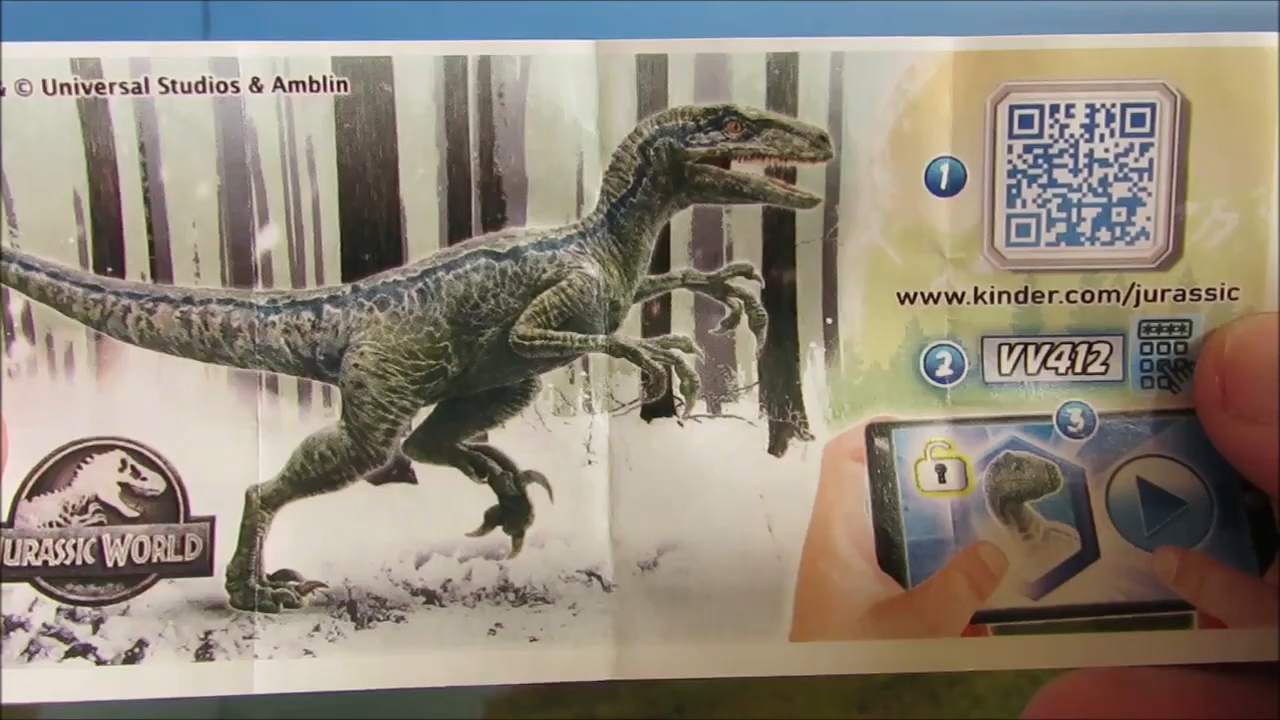 & © Universal Studios & Amblin
1
www.kinder.com/jurassic
2 VV412
****
3
JURASSIC WORLD